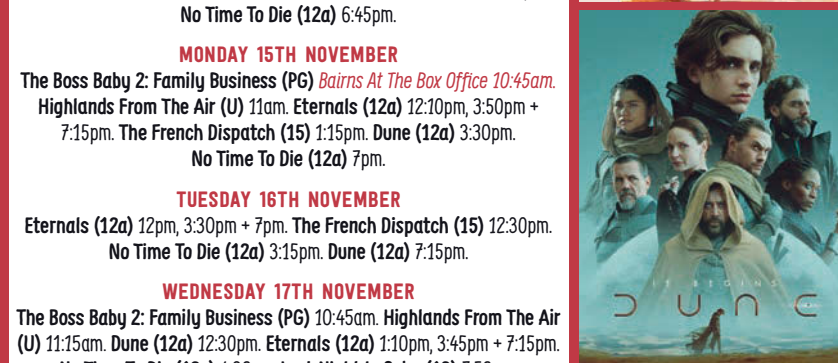 No Time To Die (12a) 6:45pm.
MONDAY 15TH NOVEMBER
The Boss Baby 2: Family Business (PG) Bairns At The Box Office 10:45am.
Highlands From The Air (U) 11am. Eternals (12a) 12:10pm, 3:50pm +
7:15pm. The French Dispatch (15) 1:15pm. Dune (12a) 3:30pm.
No Time To Die (12a) 7pm.
TUESDAY 16TH NOVEMBER
Eternals (12a) 12pm, 3:30pm + 7pm. The French Dispatch (15) 12:30pm.
No Time To Die (12a) 3:15pm. Dune (12a) 7:15pm.
WEDNESDAY 17TH NOVEMBER
The Boss Baby 2: Family Business (PG) 10:45am. Highlands From The Air
(U) 11:15am. Dune (12a) 12:30pm. Eternals (12a) 1:10pm, 3:45pm + 7:15pm.
IT BEGINS
DUNE